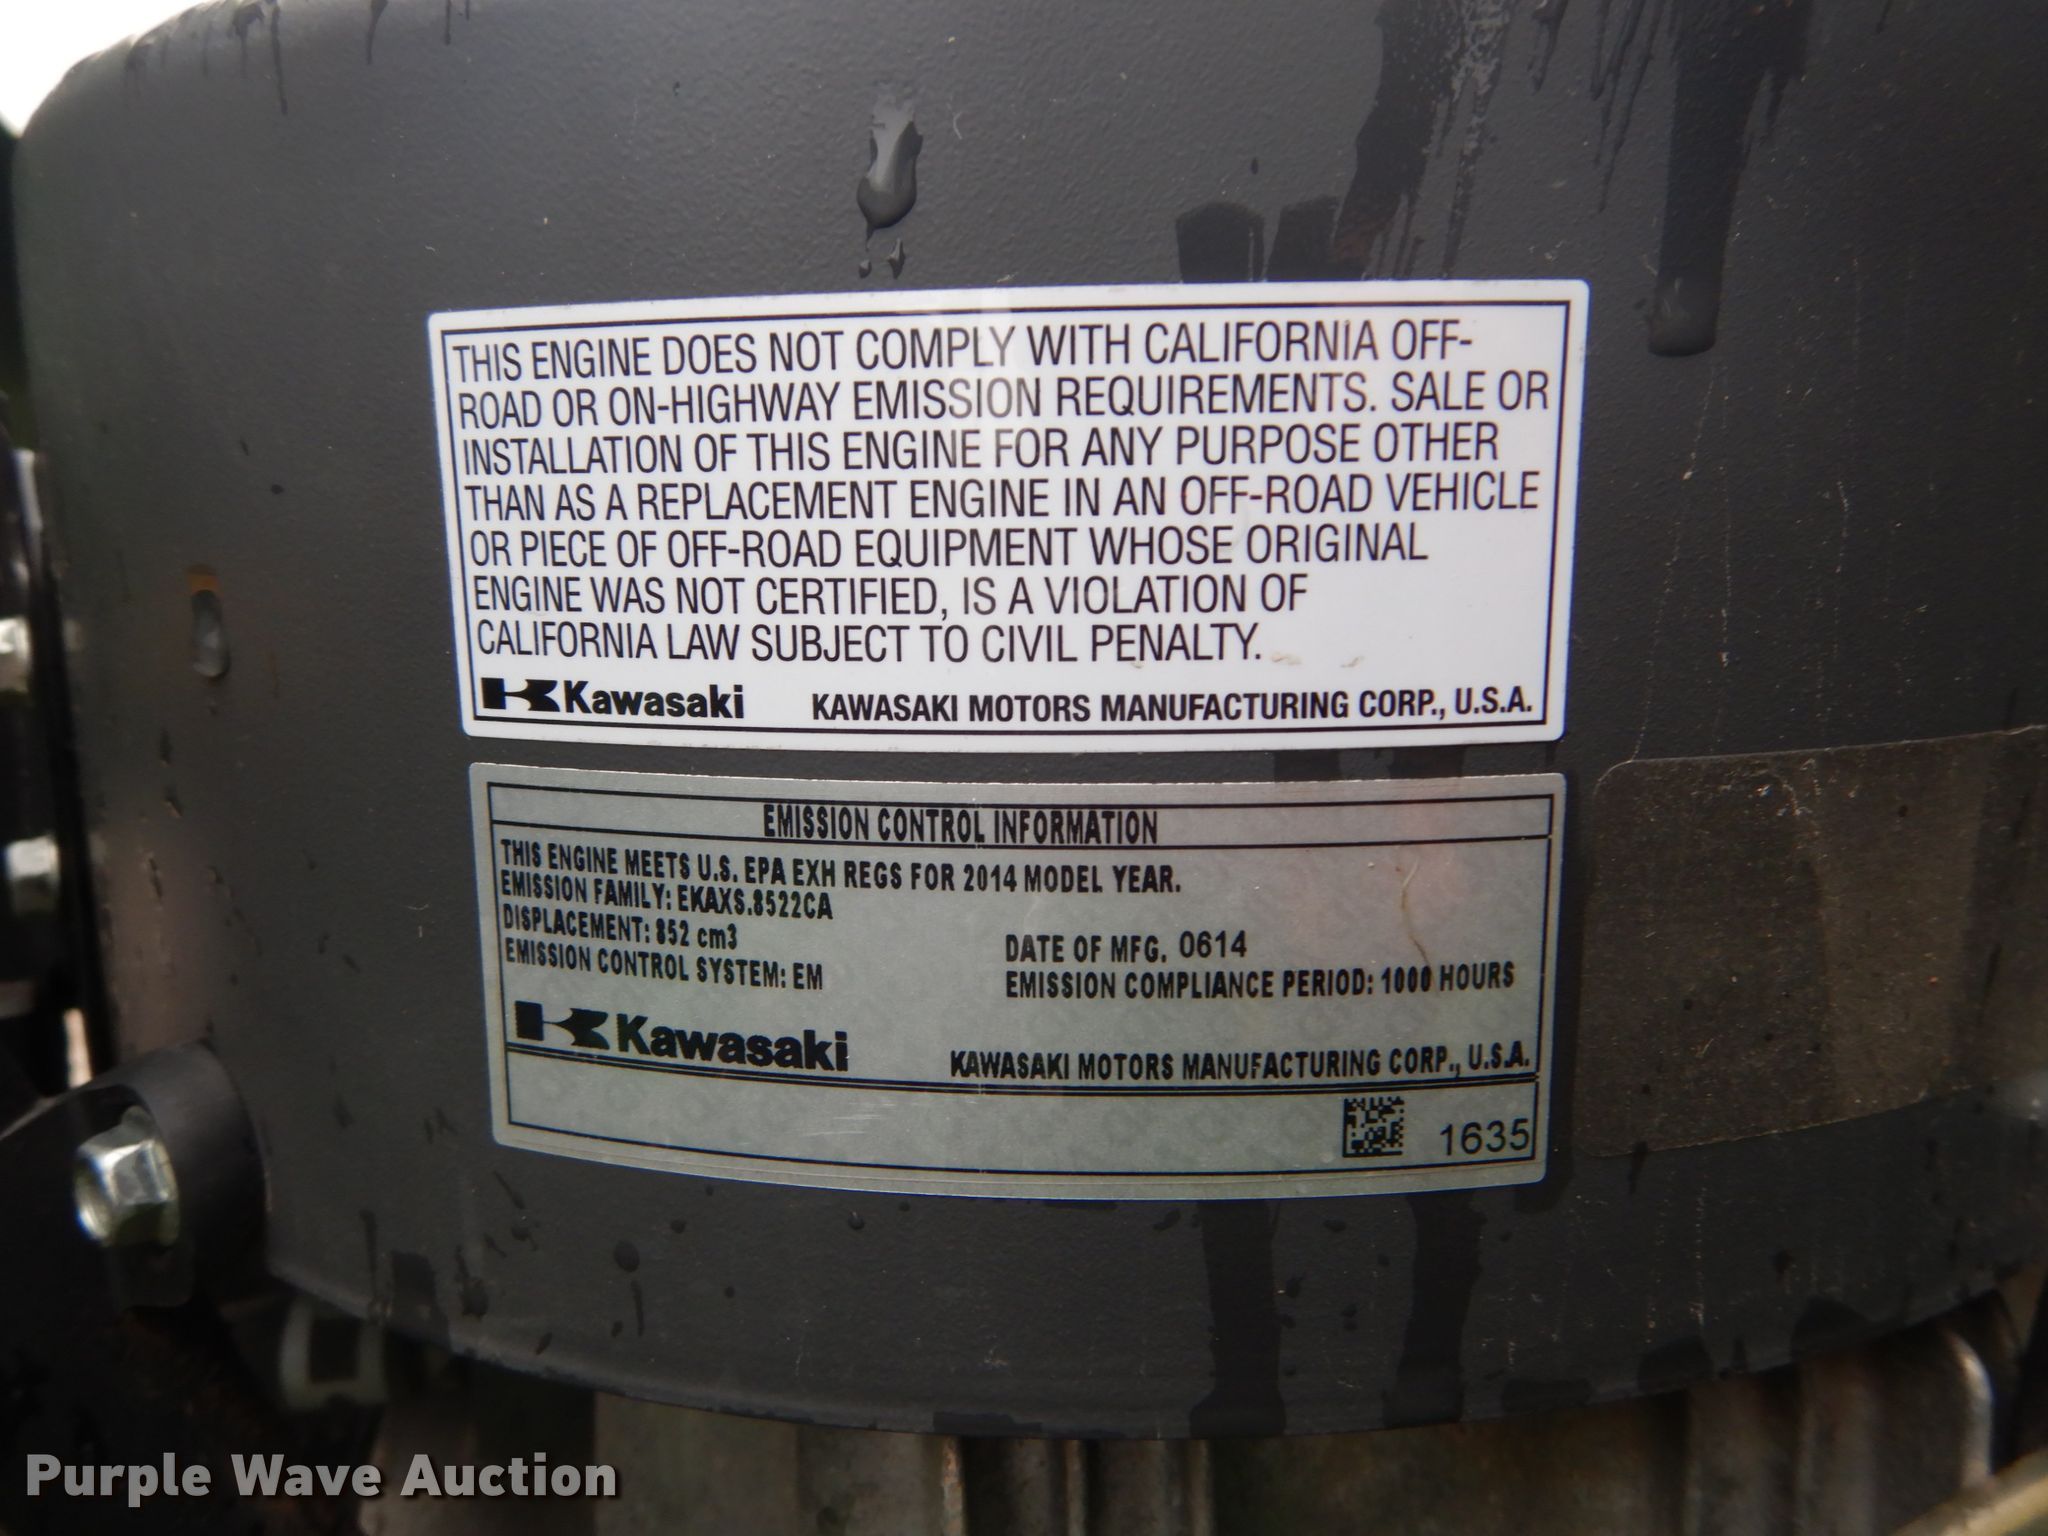 THIS ENGINE DOES NOT COMPLY WITH CALIFORNIA OFF-
ROAD OR ON-HIGHWAY EMISSION REQUIREMENTS. SALE OR
INSTALLATION OF THIS ENGINE FOR ANY PURPOSE OTHER
THAN AS A REPLACEMENT ENGINE IN AN OFF-ROAD VEHICLE
OR PIECE OF OFF-ROAD EQUIPMENT WHOSE ORIGINAL
ENGINE WAS NOT CERTIFIED, IS A VIOLATION OF
CALIFORNIA LAW SUBJECT TO CIVIL PENALTY.
Kawasaki KAWASAKI MOTORS MANUFACTURING CORP., U.S.A.
EMISSION CONTROL INFORMATION
THIS ENGINE MEETS U.S. EPA EXH REGS FOR 2014 MODEL YEAR.
EMISSION FAMILY: EKAXS.8522CA
DISPLACEMENT: 852 cm3 DATE OF MFG. 0614
EMISSION CONTROL SYSTEM: EM EMISSION COMPLIANCE PERIOD: 1000 HOURS
Kawasaki KAWASAKI MOTORS MANUFACTURING CORP., U.S.A.
1635
Purple Wave Auction